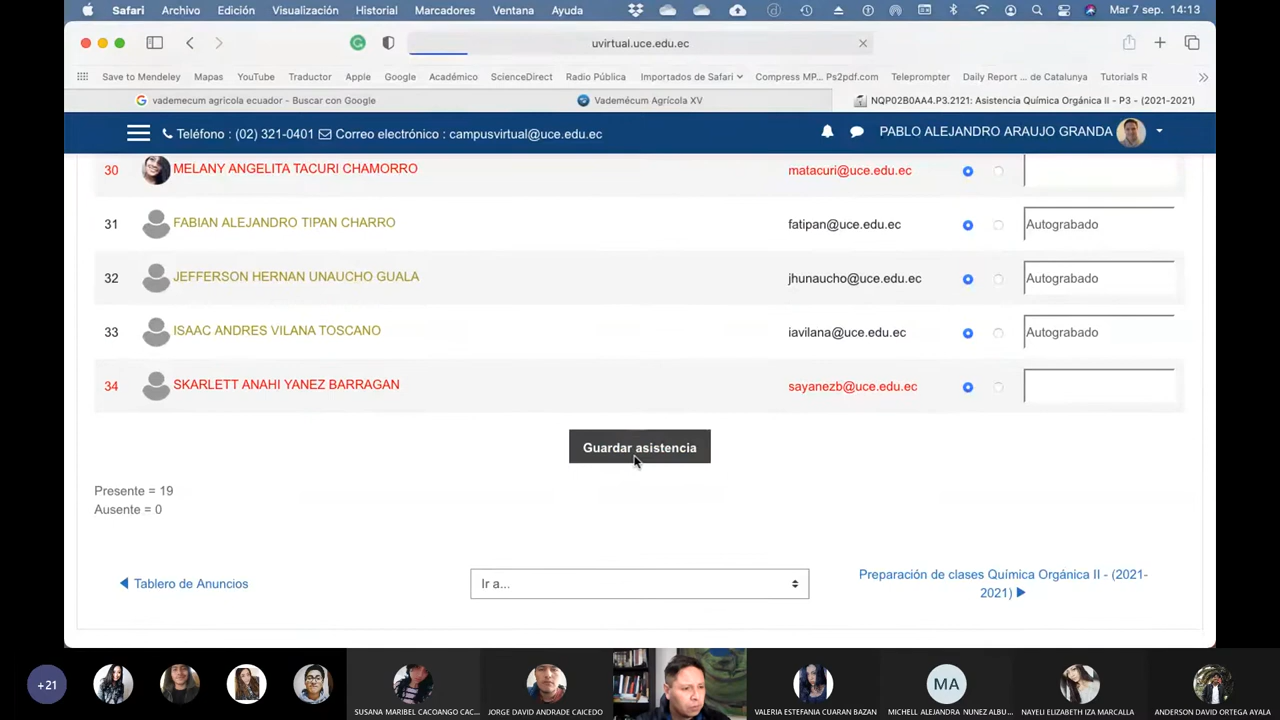 Safari Archivo Edición Visualización Historial Marcadores Ventana Ayuda Mar 7 sep. 14:13
uvirtual.uce.edu.ec
Save to Mendeley Mapas YouTube Traductor Apple Google Académico ScienceDirect Radio Pública Importados de Safari Compress MP... Ps2pdf.com Teleprompter Daily Report ... de Catalunya Tutorials R
vademecum agricola ecuador - Buscar con Google Vademécum Agrícola XV NQP02B0AA4.P3.2121: Asistencia Química Orgánica II - P3 - (2021-2021)
Teléfono : (02) 321-0401 Correo electrónico : campusvirtual@uce.edu.ec PABLO ALEJANDRO ARAUJO GRANDA
30 MELANY ANGELITA TACURI CHAMORRO matacuri@uce.edu.ec
31 FABIAN ALEJANDRO TIPAN CHARRO fatipan@uce.edu.ec Autograbado
32 JEFFERSON HERNAN UNAUCHO GUALA jhunaucho@uce.edu.ec Autograbado
33 ISAAC ANDRES VILANA TOSCANO iavilana@uce.edu.ec Autograbado
34 SKARLETT ANAHI YANEZ BARRAGAN sayanezb@uce.edu.ec
Guardar asistencia
Presente = 19
Ausente = 0
Tablero de Anuncios Ir a... Preparación de clases Química Orgánica II - (2021-
2021)
+21 MA
SUSANA MARIBEL CACOANGO CAC... JORGE DAVID ANDRADE CAICEDO VALERIA ESTEFANIA CUARAN BAZAN MICHELL ALEJANDRA NUNEZ ALBU... NAYELI ELIZABETH IZA MARCALLA ANDERSON DAVID ORTEGA AYALA